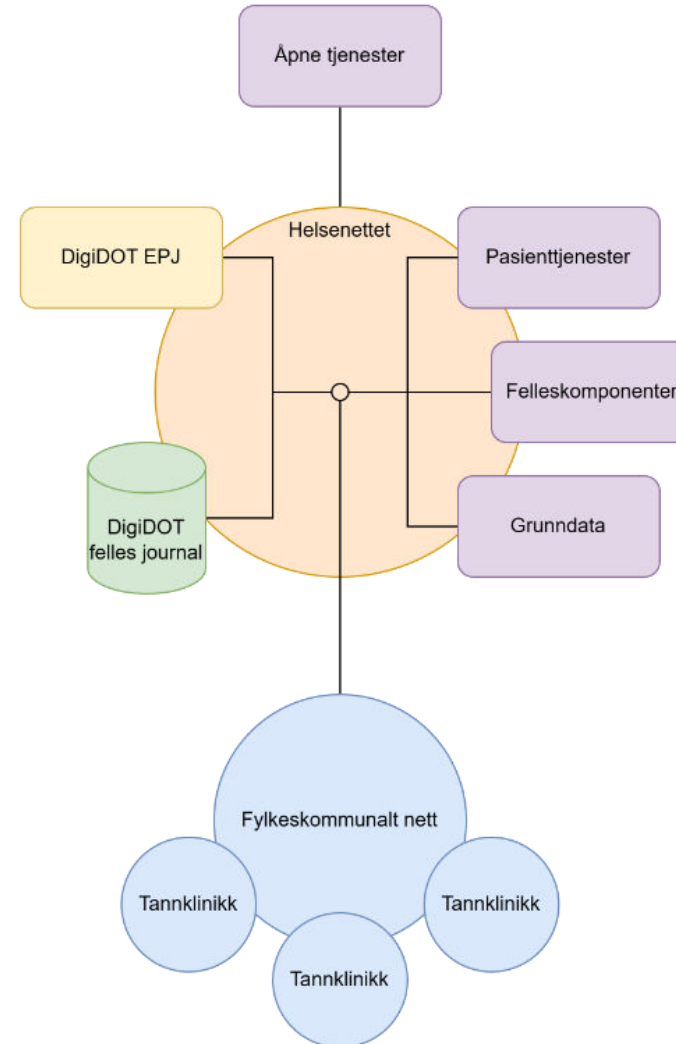 Åpne tjenester
Helsenettet
DigiDOT EPJ
Pasienttjenester
Felleskomponenter
DigiDOT
felles journal
Grunndata
Fylkeskommunalt nett
Tannklinikk
Tannklinikk
Tannklinikk